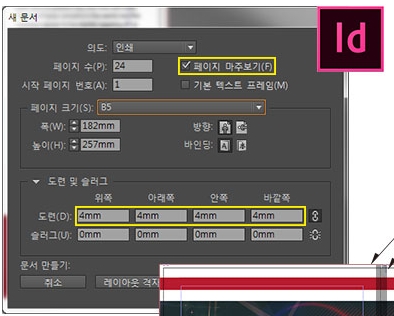 새 문서
Id
의도: 인쇄
페이지 수(P): 24
페이지 마주보기(F)
시작 페이지 번호(A): 1
기본 텍스트 프레임(M)
페이지 크기(S): B5
폭(W): 182mm
방향:
높이(H): 257mm
바인딩:
도련 및 슬러그
위쪽 아래쪽 안쪽 바깥쪽
도련(D): 4mm 4mm 4mm 4mm
슬러그(U): 0mm 0mm 0mm 0mm
문서 만들기:
취소 레이아웃 격자